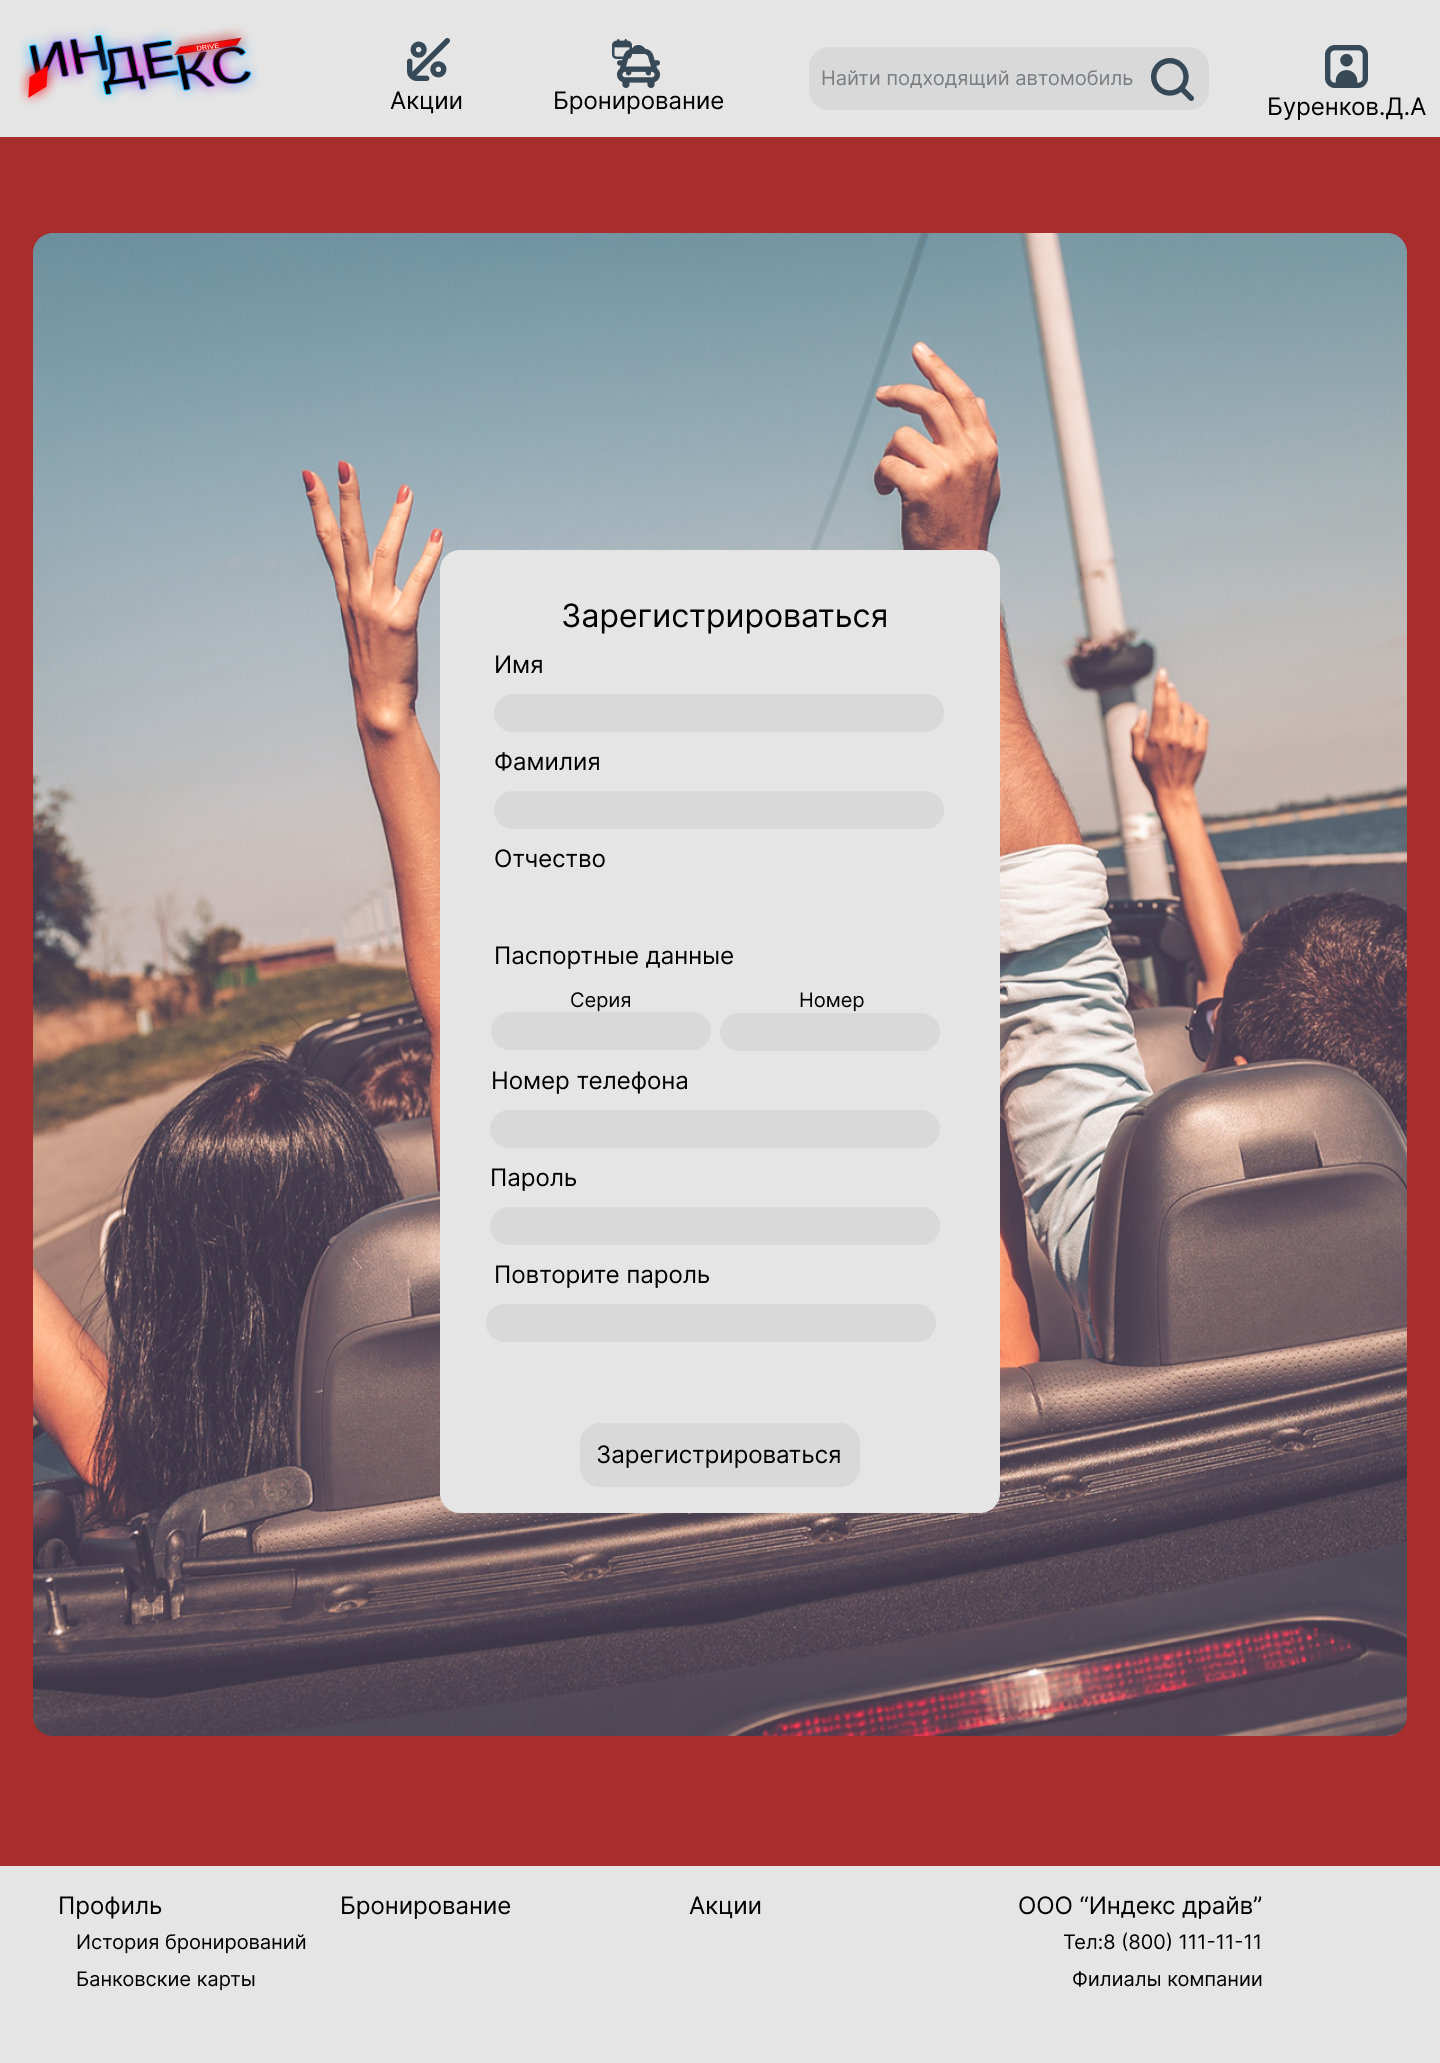 ИНДЕКС
DRIVE
Акции
Бронирование
Найти подходящий автомобиль
Буренков.Д.А
Зарегистрироваться
Имя
Фамилия
Отчество
Паспортные данные
Серия Номер
Номер телефона
Пароль
Повторите пароль
Зарегистрироваться
Профиль
История бронирований
Банковские карты
Бронирование
Акции
ООО “Индекс драйв”
Тел:8 (800) 111-11-11
Филиалы компании